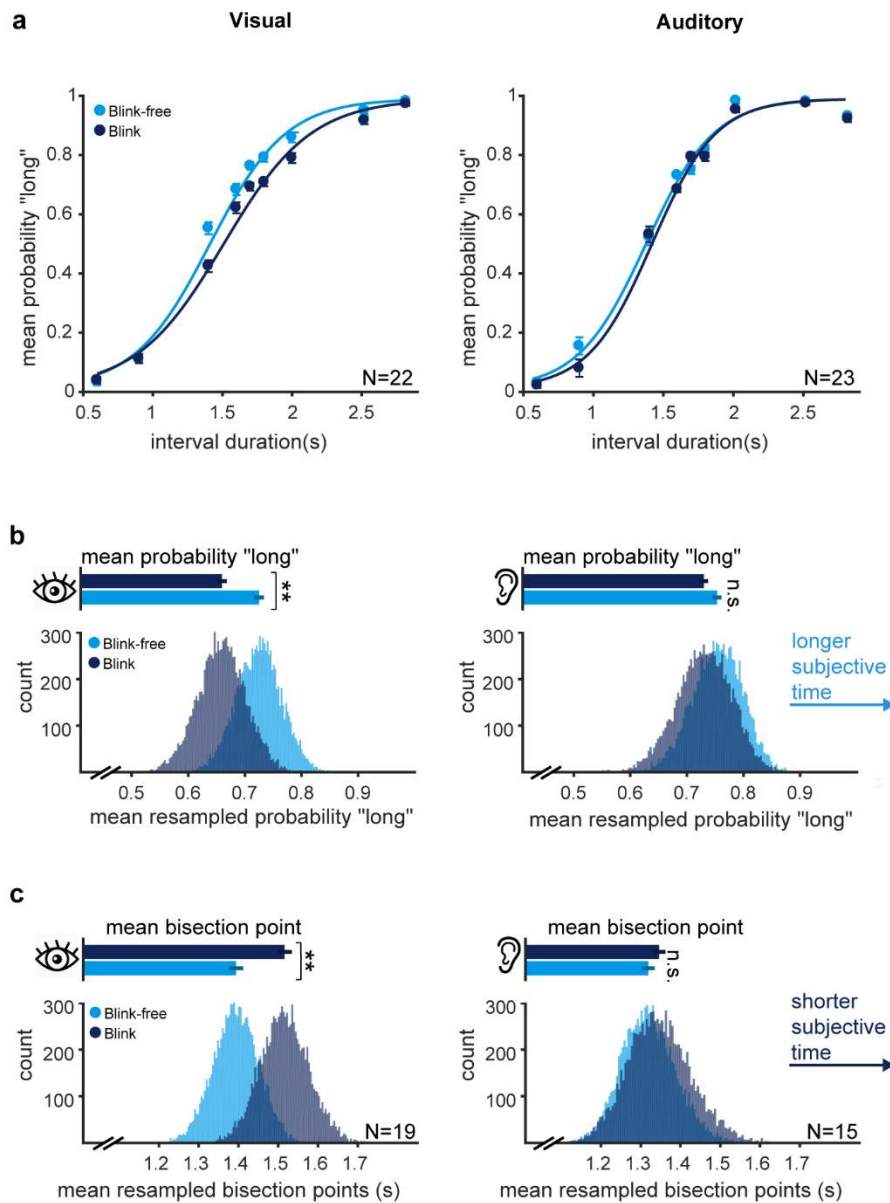 a
Visual
Auditory
mean probability "long"
1
0.8
0.6
0.4
0.2
0
Blink-free
Blink
N=22
0.5
1
1.5
2
2.5
interval duration(s)
mean probability "long"
1
0.8
0.6
0.4
0.2
0
N=23
0.5
1
1.5
2
2.5
interval duration(s)
b
mean probability "long"
**
Blink-free
Blink
count
300
200
100
0.5
0.6
0.7
0.8
0.9
mean resampled probability "long"
mean probability "long"
n.s.
count
300
200
100
0.5
0.6
0.7
0.8
0.9
mean resampled probability "long"
longer
subjective
time
c
mean bisection point
**
Blink-free
Blink
count
300
200
100
N=19
1.2
1.3
1.4
1.5
1.6
1.7
mean resampled bisection points (s)
mean bisection point
n.s.
count
300
200
100
N=15
1.2
1.3
1.4
1.5
1.6
1.7
mean resampled bisection points (s)
shorter
subjective
time